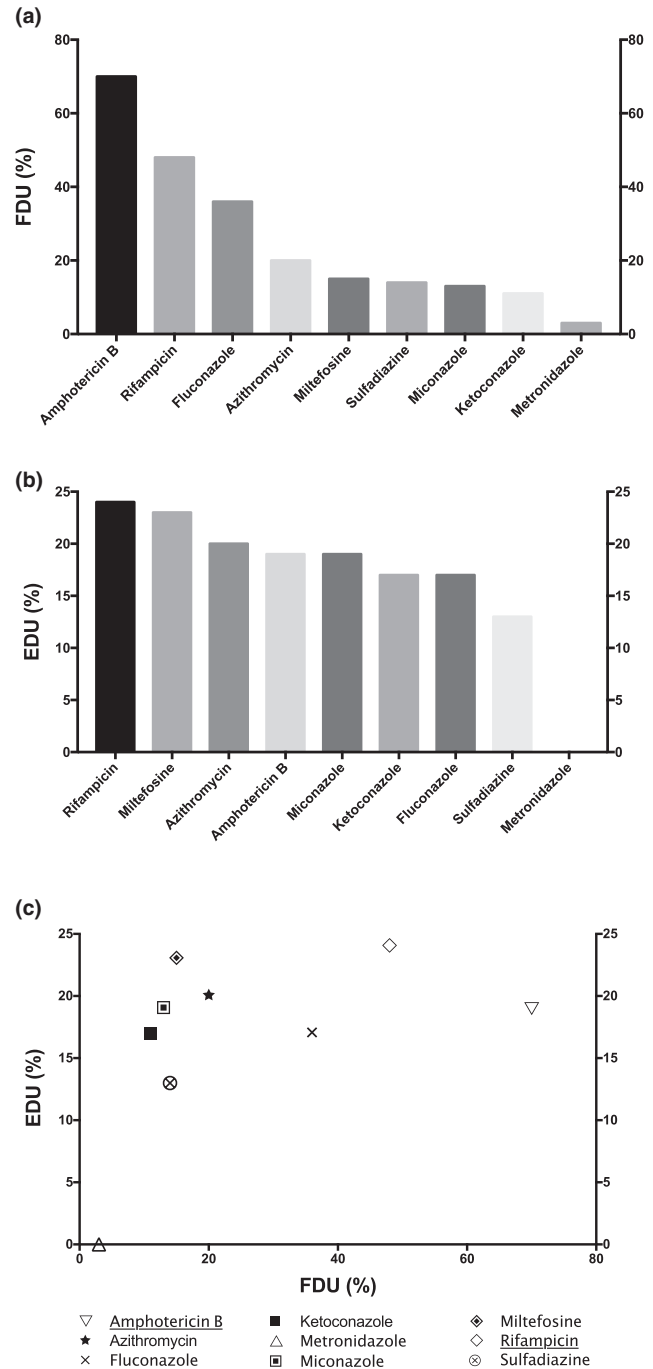 (a)
80 80
60 60
40 40
20 20
0 0
FDU (%)
Amphotericin B
Rifampicin
Fluconazole
Azithromycin
Miltefosine
Sulfadiazine
Miconazole
Ketoconazole
Metronidazole
(b)
25 25
20 20
15 15
10 10
5 5
0 0
EDU (%)
Rifampicin
Miltefosine
Azithromycin
Amphotericin B
Miconazole
Ketoconazole
Fluconazole
Sulfadiazine
Metronidazole
(c)
25 25
20 20
15 15
10 10
5 5
0 0
EDU (%)
0 20 40 60 80
FDU (%)
Amphotericin B Ketoconazole Miltefosine
Azithromycin Metronidazole Rifampicin
Fluconazole Miconazole Sulfadiazine